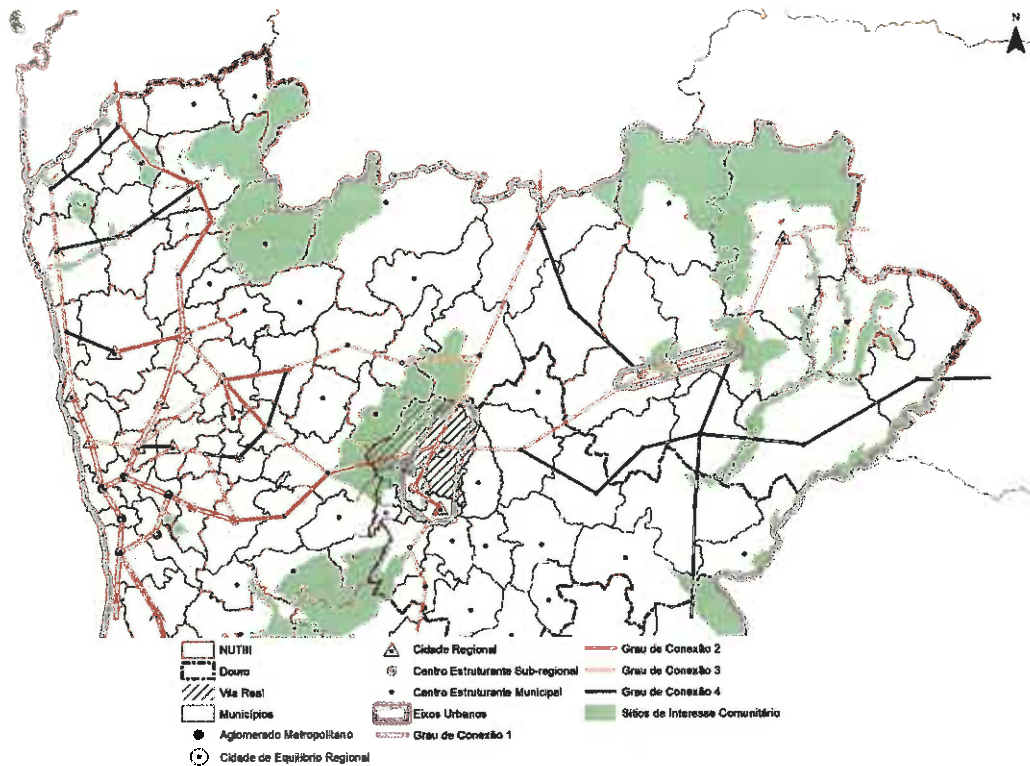 N
NUTIII
Douro
Vila Real
Municípios
Aglomerado Metropolitano
Cidade de Equilíbrio Regional
Cidade Regional
Centro Estruturante Sub-regional
Centro Estruturante Municipal
Eixos Urbanos
Grau de Conexão 1
Grau de Conexão 2
Grau de Conexão 3
Grau de Conexão 4
Sítios de Interesse Comunitário